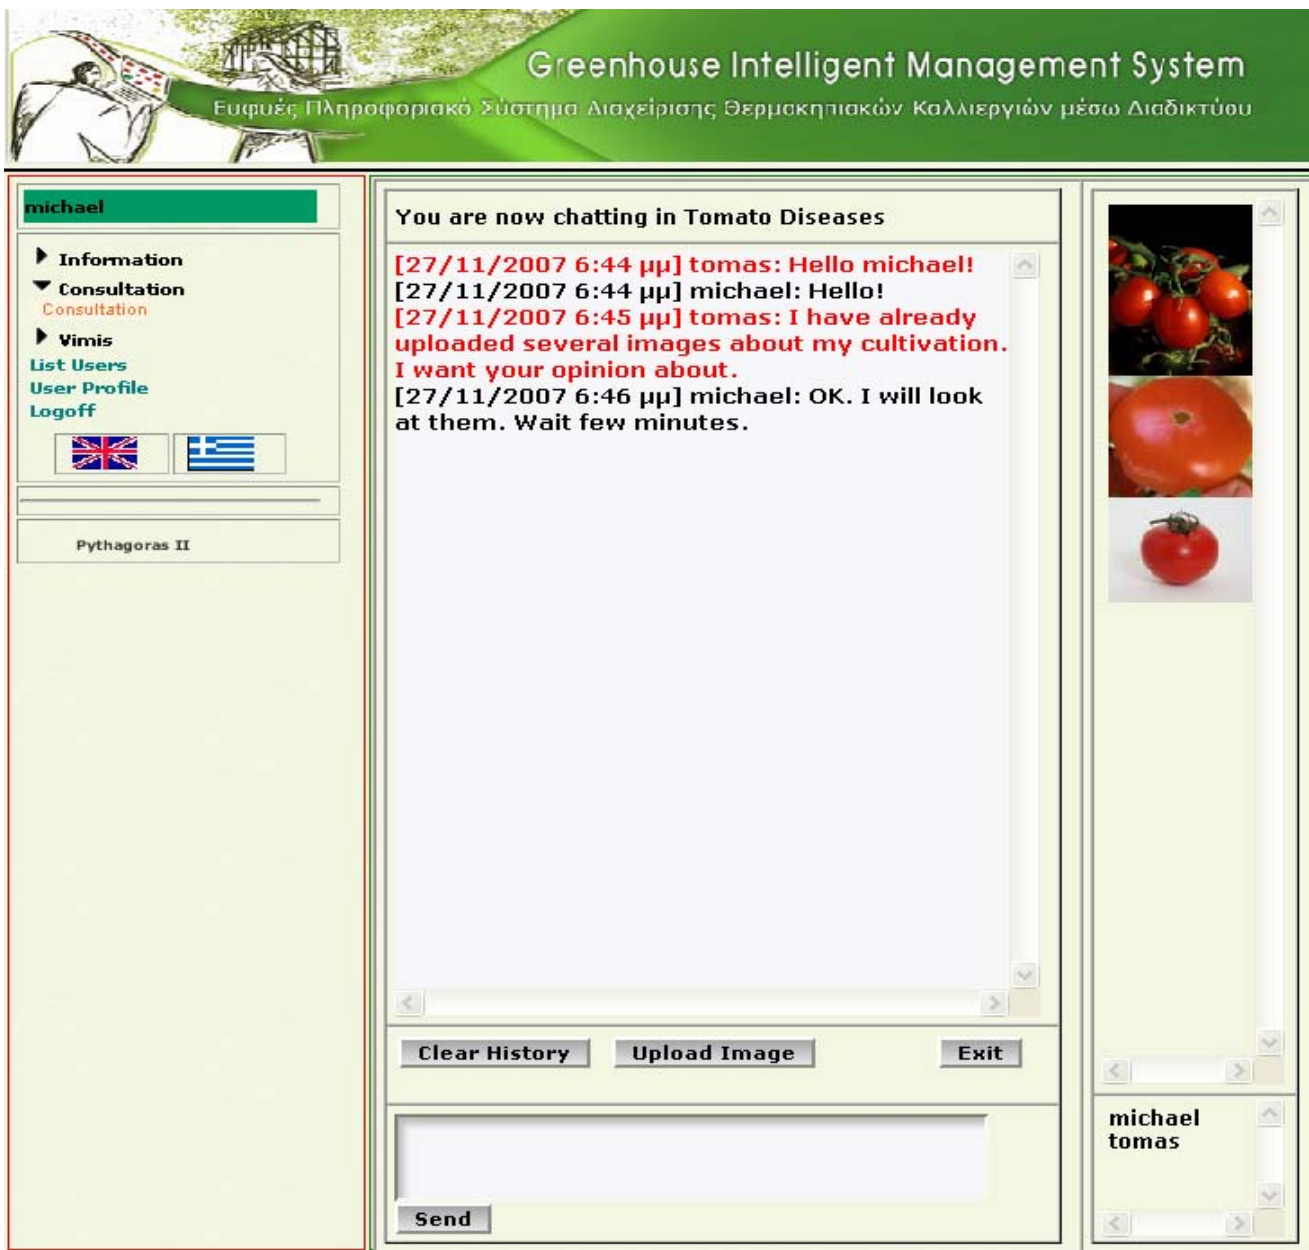 Greenhouse Intelligent Management System
Ευφυές Πληροφοριακό Σύστημα Διαχείρισης Θερμοκηπιακών Καλλιεργιών μέσω Διαδικτύου
michael
Information
Consultation
Consultation
Vimis
List Users
User Profile
Logoff
Pythagoras II
You are now chatting in Tomato Diseases
[27/11/2007 6:44 μμ] tomas: Hello michael!
[27/11/2007 6:44 μμ] michael: Hello!
[27/11/2007 6:45 μμ] tomas: I have already
uploaded several images about my cultivation.
I want your opinion about.
[27/11/2007 6:46 μμ] michael: OK. I will look
at them. Wait few minutes.
Clear History
Upload Image
Exit
Send
michael
tomas